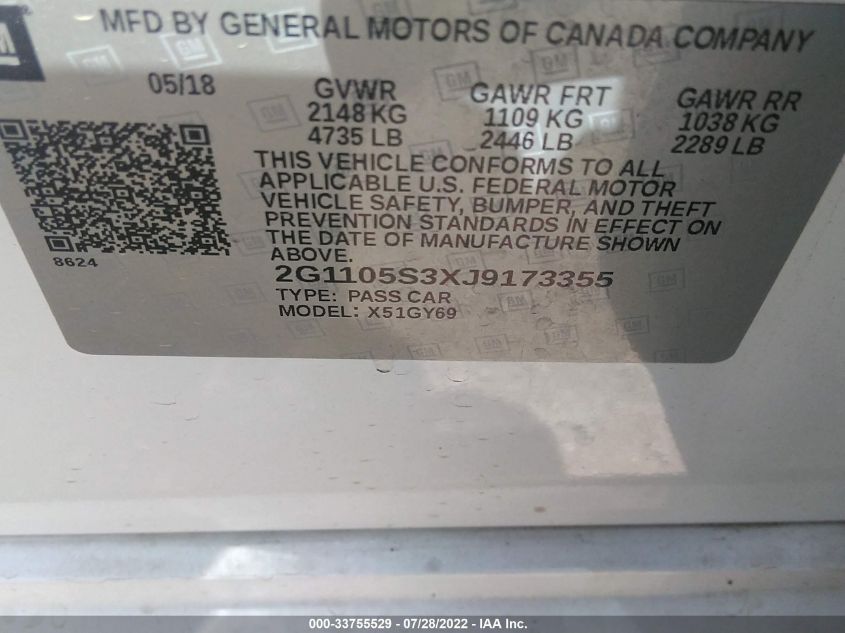 GM
MFD BY GENERAL MOTORS OF CANADA COMPANY
05/18
GVWR
2148 KG
4735 LB
GAWR FRT
1109 KG
2446 LB
GAWR RR
1038 KG
2289 LB
THIS VEHICLE CONFORMS TO ALL
APPLICABLE U.S. FEDERAL MOTOR
VEHICLE SAFETY, BUMPER, AND THEFT
PREVENTION STANDARDS IN EFFECT ON
THE DATE OF MANUFACTURE SHOWN
ABOVE.
8624
2G1105S3XJ9173355
TYPE: PASS CAR
MODEL: X51GY69
000-33755529 - 07/28/2022 - IAA Inc.